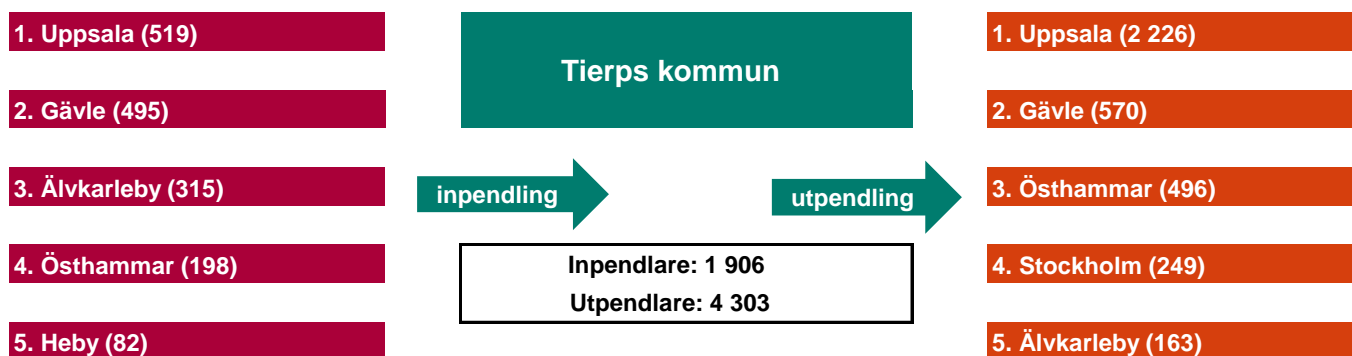 1. Uppsala (519)
2. Gävle (495)
3. Älvkarleby (315)
4. Östhammar (198)
5. Heby (82)
Tierps kommun
inpendling
utpendling
Inpendlare: 1 906
Utpendlare: 4 303
1. Uppsala (2 226)
2. Gävle (570)
3. Östhammar (496)
4. Stockholm (249)
5. Älvkarleby (163)